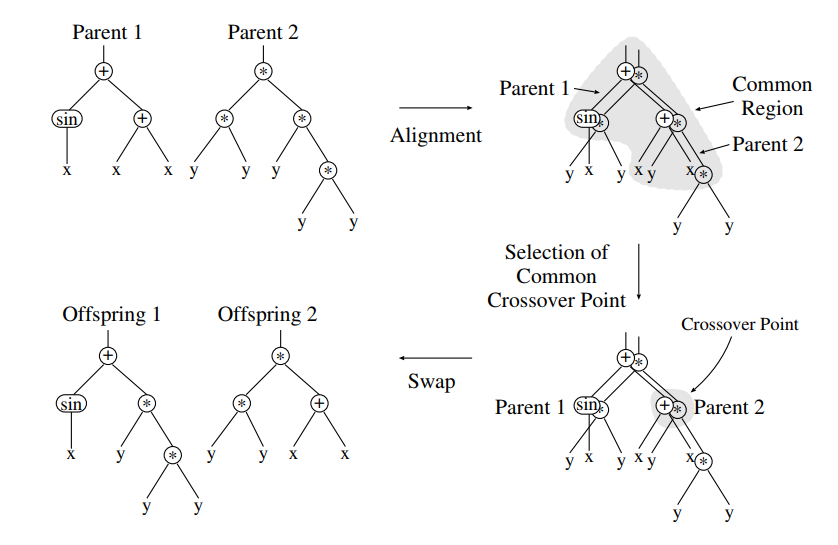 Parent 1
Parent 2
+
*
sin
+
*
*
x
x
x
y
y
y
*
y
y
Alignment
Parent 1
+
*
Common
Region
sin
*
+
*
Parent 2
y
x
y
x
y
x
*
y
y
Selection of
Common
Crossover Point
Crossover Point
+
*
Parent 1
sin
*
+
*
Parent 2
y
x
y
x
y
x
*
y
y
Swap
Offspring 1
Offspring 2
+
*
sin
*
*
+
x
y
*
y
y
x
x
y
y